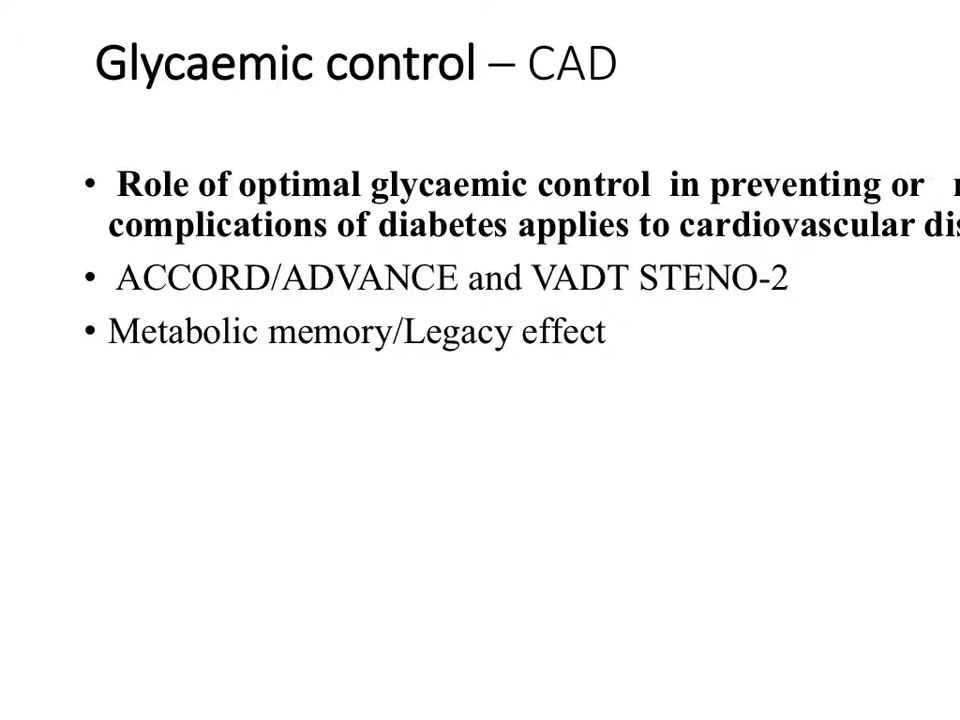 Glycaemic control – CAD
• Role of optimal glycaemic control in preventing or
complications of diabetes applies to cardiovascular
• ACCORD/ADVANCE and VADT STENO-2
• Metabolic memory/Legacy effect